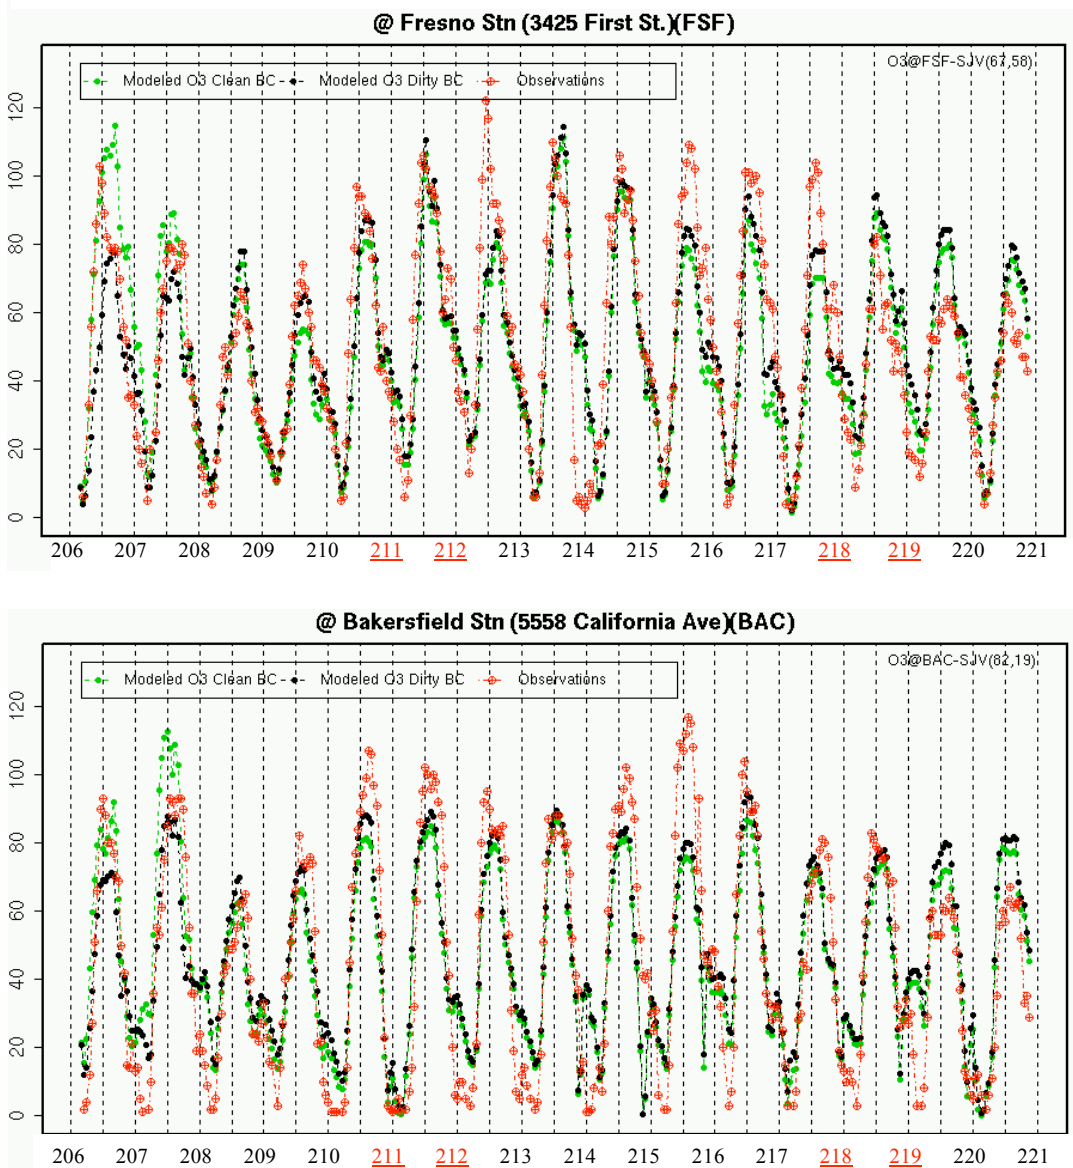 @ Fresno Stn (3425 First St.)(FSF)
O3@FSF-SJV(67,58)
Modeled O3 Clean BC Modeled O3 Dirty BC Observations
120
100
80
60
40
20
0
206 207 208 209 210 211 212 213 214 215 216 217 218 219 220 221
@ Bakersfield Stn (5558 California Ave)(BAC)
O3@BAC-SJV(82,19)
Modeled O3 Clean BC Modeled O3 Dirty BC Observations
120
100
80
60
40
20
0
206 207 208 209 210 211 212 213 214 215 216 217 218 219 220 221